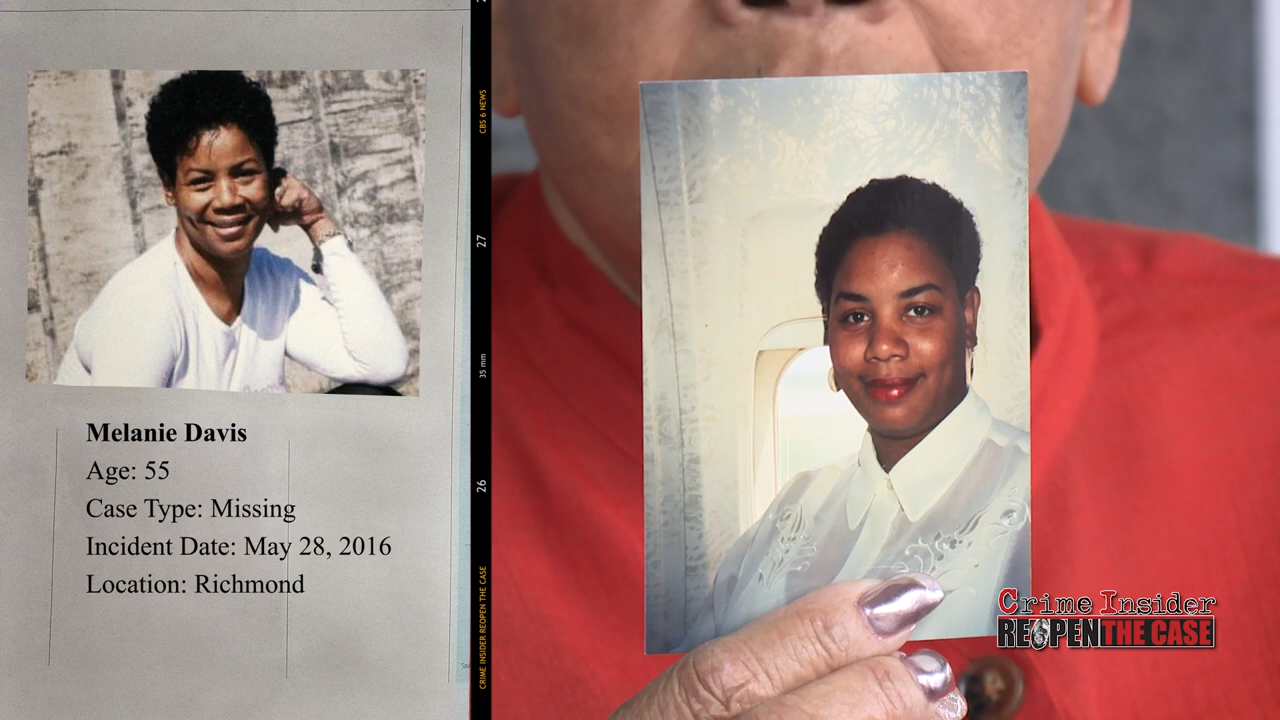 Melanie Davis
Age: 55
Case Type: Missing
Incident Date: May 28, 2016
Location: Richmond
CBS 6 NEWS
27
35 mm
26
CRIME INSIDER REOPEN THE CASE
Crime Insider
REOPEN THE CASE